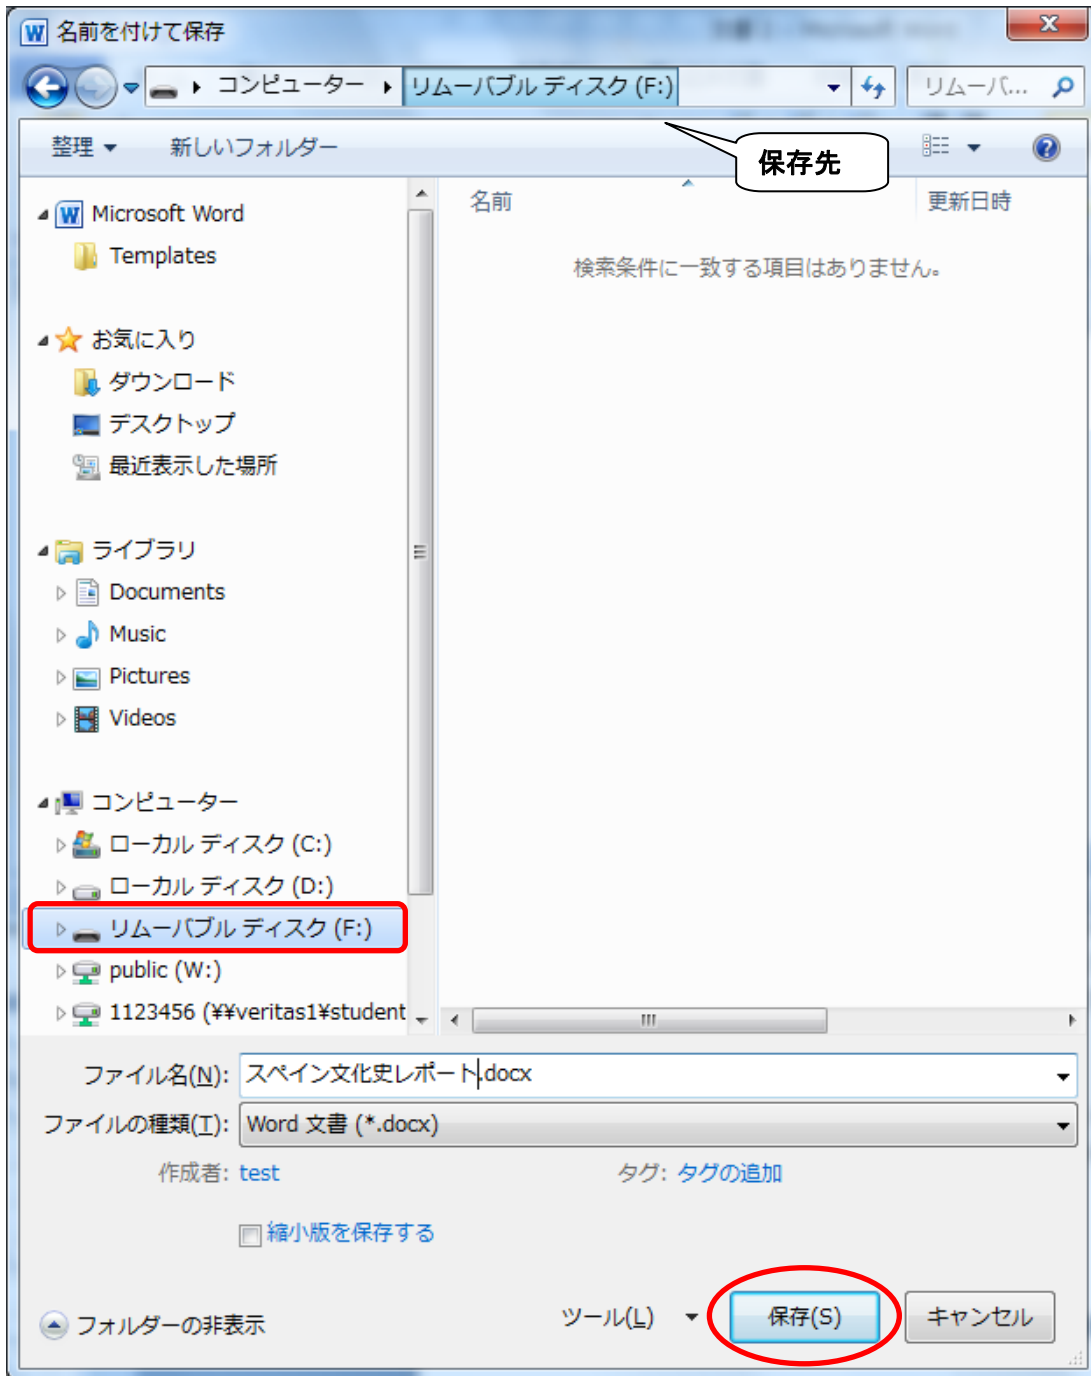 名前を付けて保存
コンピューター リムーバブル ディスク (F:) リムーバ...
整理 新しいフォルダー
保存先
名前 更新日時
検索条件に一致する項目はありません。
Microsoft Word
Templates
お気に入り
ダウンロード
デスクトップ
最近表示した場所
ライブラリ
Documents
Music
Pictures
Videos
コンピューター
ローカル ディスク (C:)
ローカル ディスク (D:)
リムーバブル ディスク (F:)
public (W:)
1123456 (¥¥veritas1¥student
ファイル名(N): スペイン文化史レポート.docx
ファイルの種類(T): Word 文書 (*.docx)
作成者: test タグ: タグの追加
縮小版を保存する
フォルダーの非表示 ツール(L) 保存(S) キャンセル